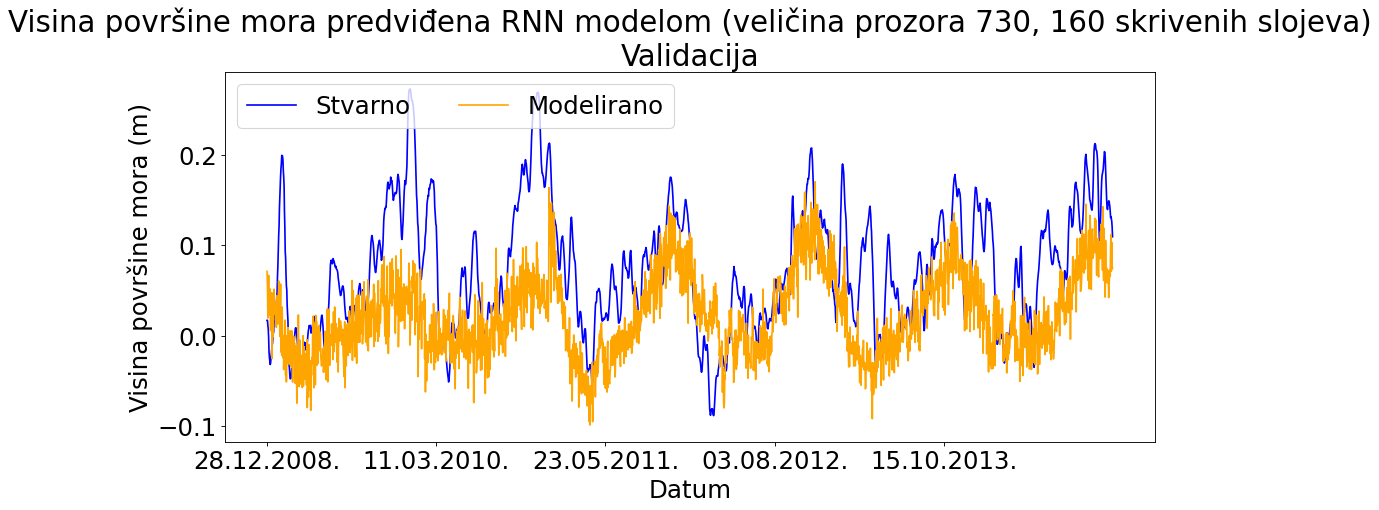 Visina površine mora predviđena RNN modelom (veličina prozora 730, 160 skrivenih slojeva)
Validacija
Stvarno Modelirano
Visina površine mora (m)
0.2
0.1
0.0
−0.1
28.12.2008. 11.03.2010. 23.05.2011. 03.08.2012. 15.10.2013.
Datum